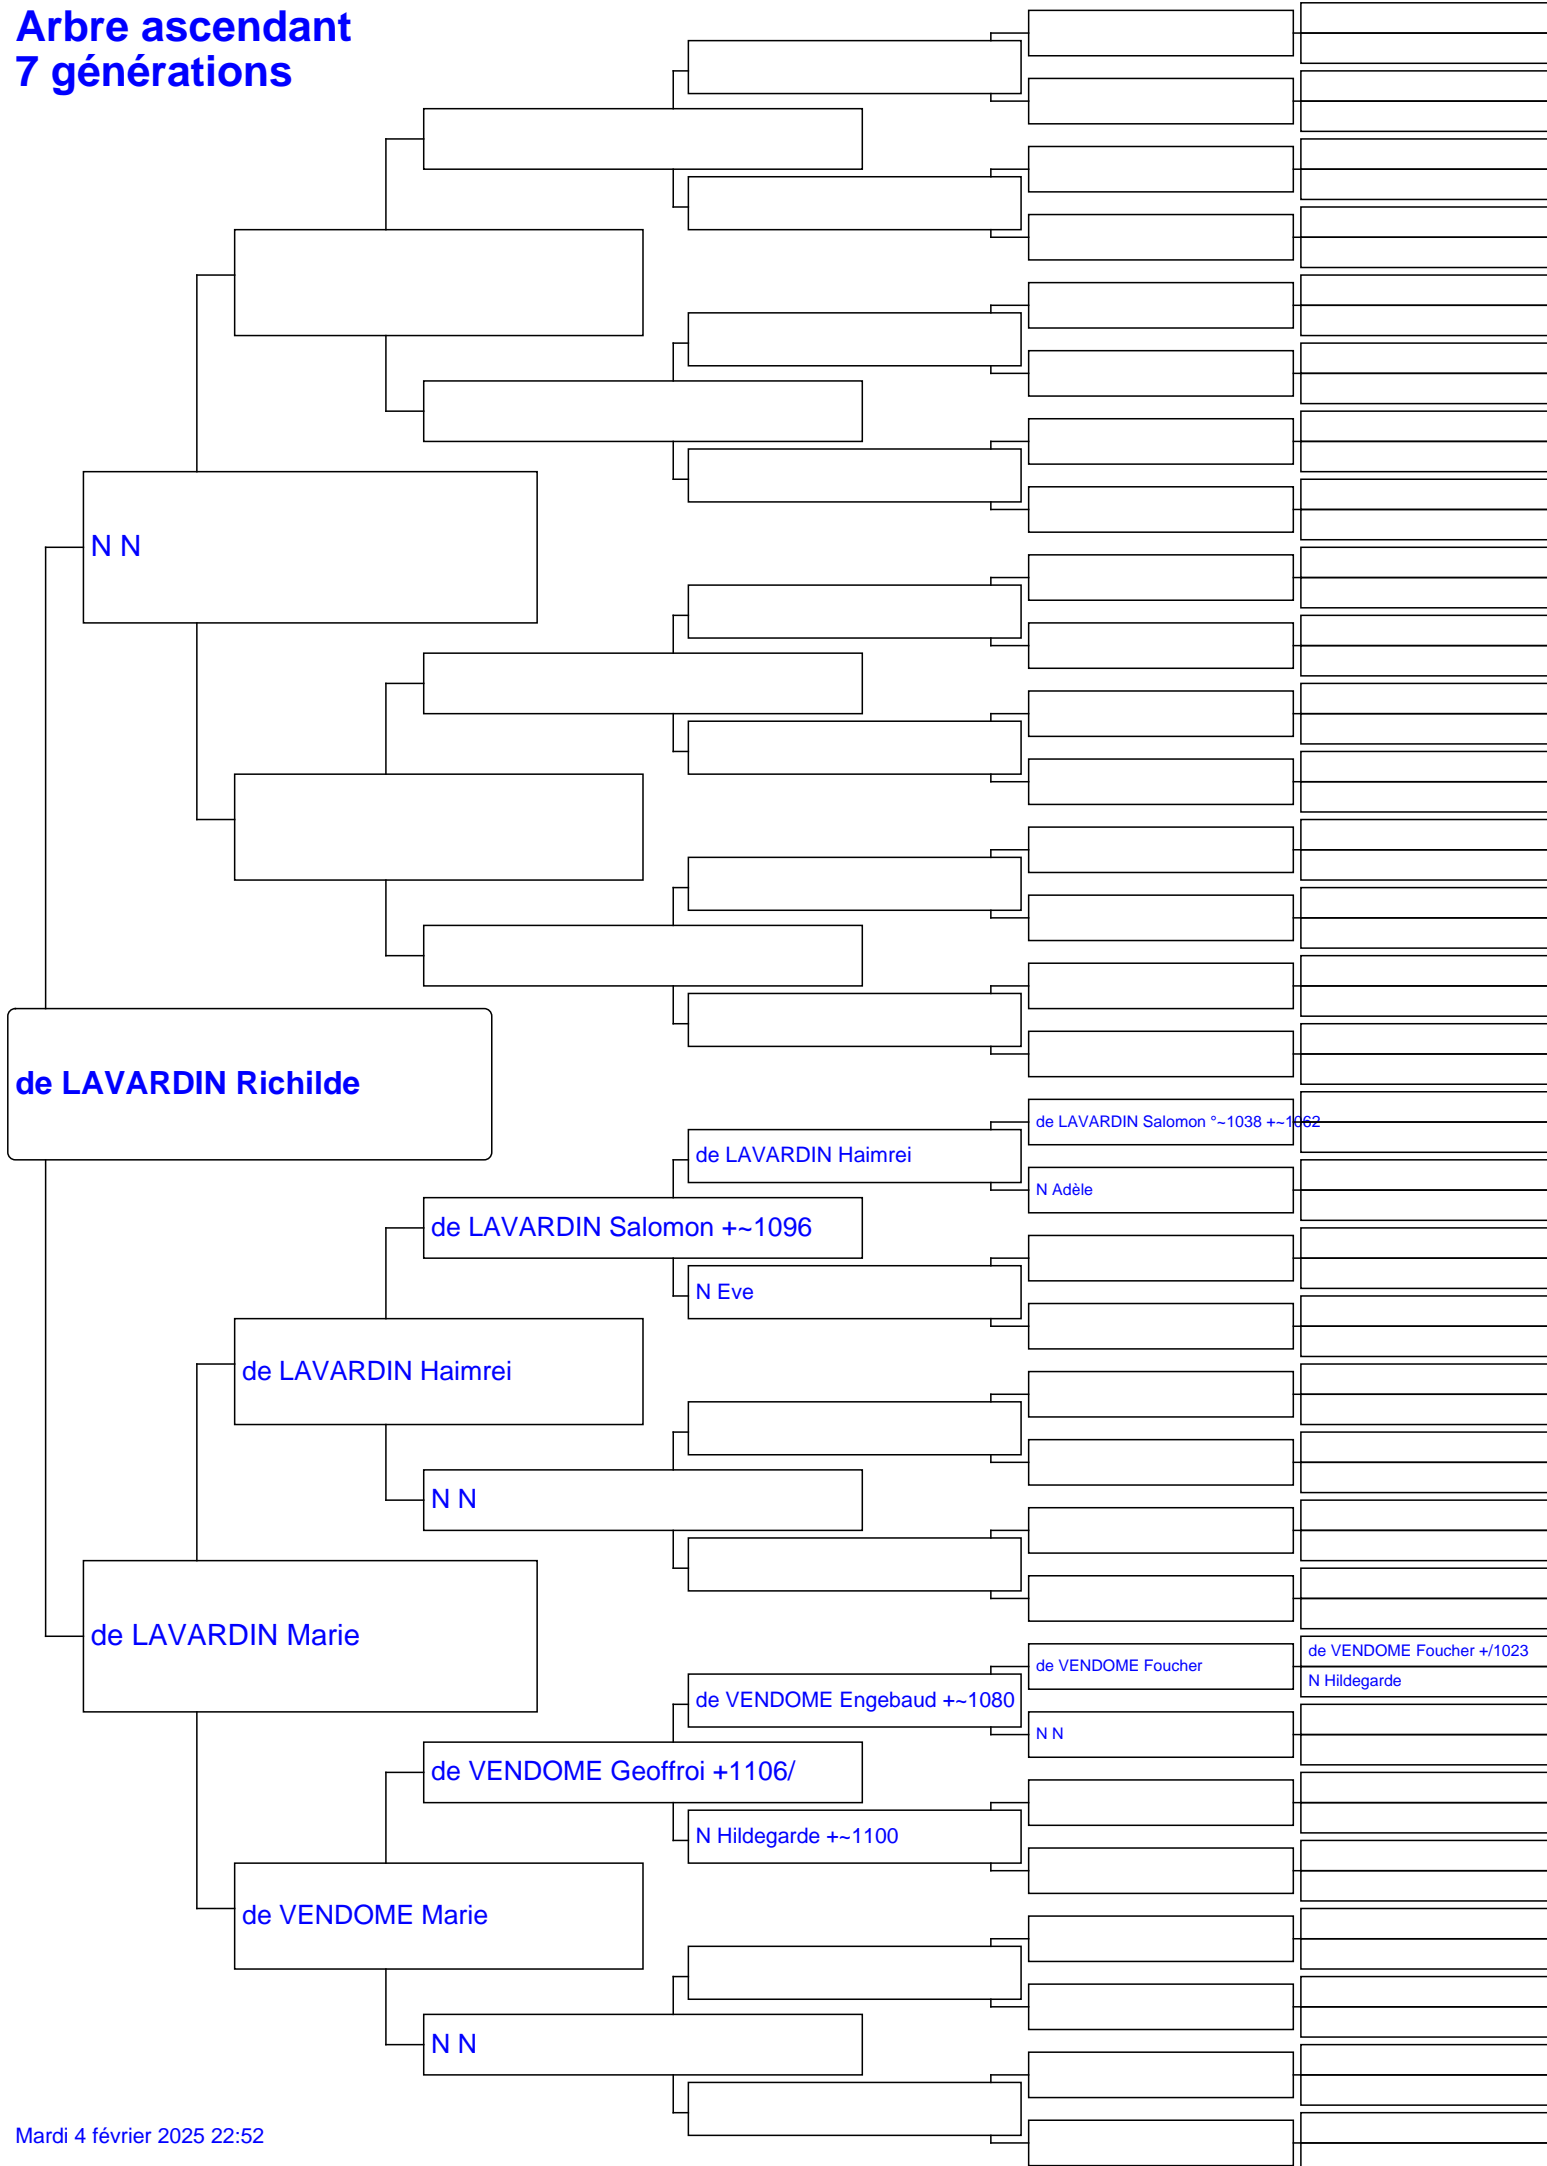 Arbre ascendant
7 générations
N N
de LAVARDIN Richilde
de LAVARDIN Salomon °~1038 +~1062
de LAVARDIN Haimrei
N Adèle
de LAVARDIN Salomon +~1096
N Eve
de LAVARDIN Haimrei
N N
de LAVARDIN Marie
de VENDOME Foucher +/1023
de VENDOME Foucher
N Hildegarde
de VENDOME Engebaud +~1080
N N
de VENDOME Geoffroi +1106/
N Hildegarde +~1100
de VENDOME Marie
N N
Mardi 4 février 2025 22:52